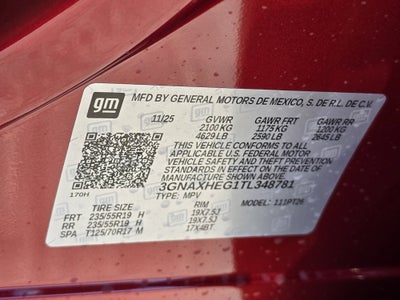 gm
MFD BY GENERAL MOTORS DE MEXICO, S. DE R.L. DE C.V.
11/25 GVWR GAWR FRT GAWR RR
2100 KG 1175 KG 1200 KG
4629 LB 2590 LB 2645 LB
THIS VEHICLE CONFORMS TO ALL
APPLICABLE U.S. FEDERAL MOTOR
VEHICLE SAFETY, BUMPER, AND THEFT PREVENTION
STANDARDS IN EFFECT ON THE DATE OF
MANUFACTURE SHOWN ABOVE.
3GNAXHEG1TL348781
170H TYPE: MPV MODEL: 111PT26
TIRE SIZE RIM
FRT 235/55R19 H 19X7.5J
RR 235/55R19 H 19X7.5J
SPA T125/70R17 M 17X4BT